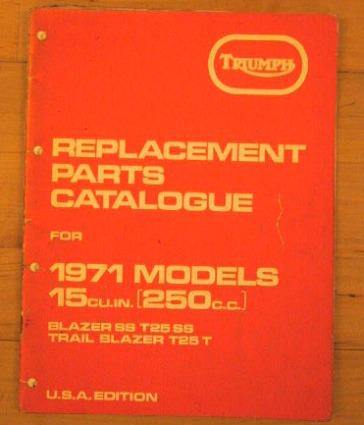 TRIUMPH
REPLACEMENT
PARTS
CATALOGUE
FOR
1971 MODELS
15CU.IN. [250C.C.]
BLAZER SS T25 SS
TRAIL BLAZER T25 T
U.S.A. EDITION